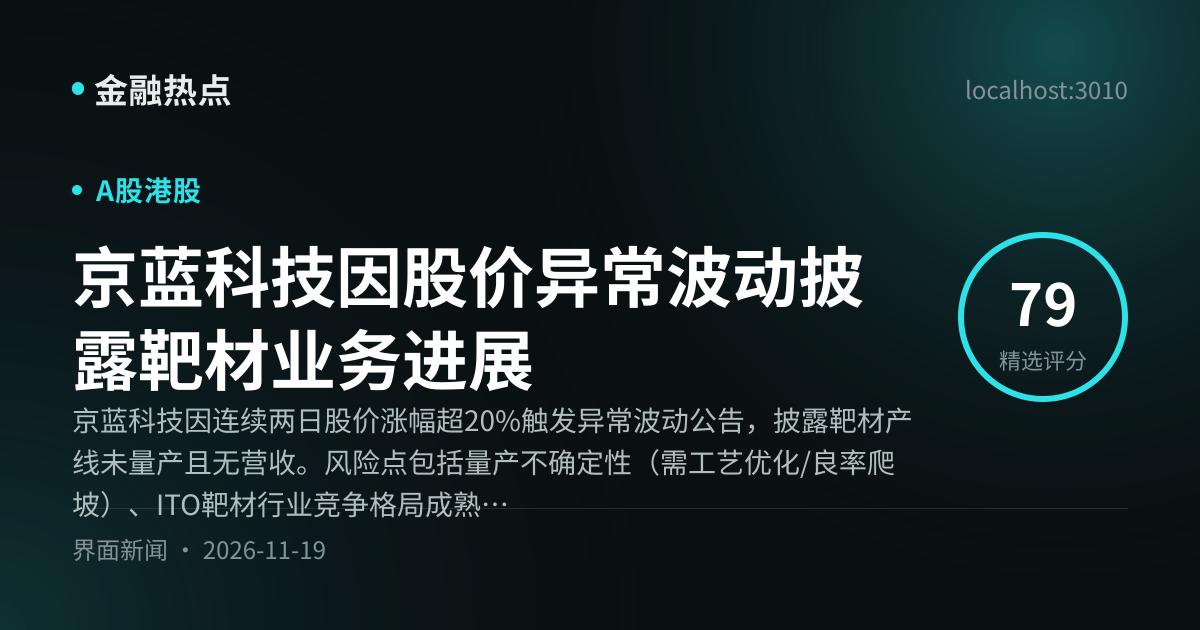 金融热点
localhost:3010
A股港股
京蓝科技因股价异常波动披
露靶材业务进展
79
精选评分
京蓝科技因连续两日股价涨幅超20%触发异常波动公告，披露靶材产
线未量产且无营收。风险点包括量产不确定性（需工艺优化/良率爬
坡）、ITO靶材行业竞争格局成熟…
界面新闻 · 2026-11-19